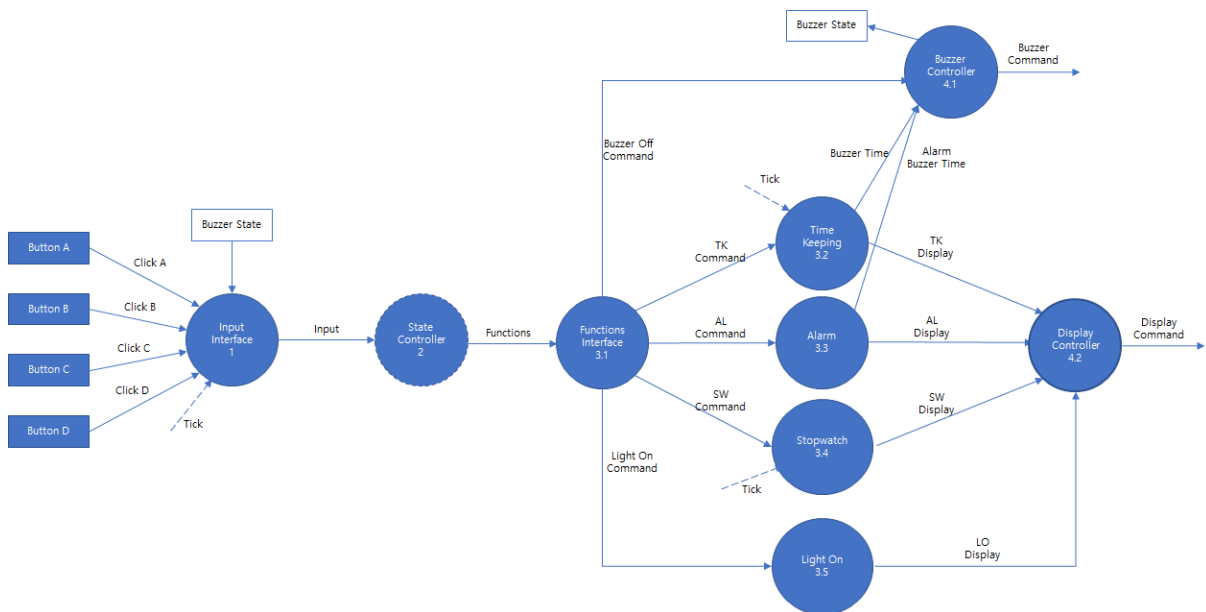 Buzzer State
Buzzer
Controller
4.1
Buzzer
Command
Buzzer Off
Command
Buzzer Time
Alarm
Buzzer Time
Tick
Button A
Click A
Buzzer State
Time
Keeping
3.2
TK
Command
TK
Display
Button B
Click B
Input
Interface
1
Input
State
Controller
2
Functions
Functions
Interface
3.1
AL
Command
Alarm
3.3
AL
Display
Display
Controller
4.2
Display
Command
Button C
Click C
Click D
Button D
Tick
SW
Command
Stopwatch
3.4
SW
Display
Light On
Command
Tick
Light On
3.5
LO
Display